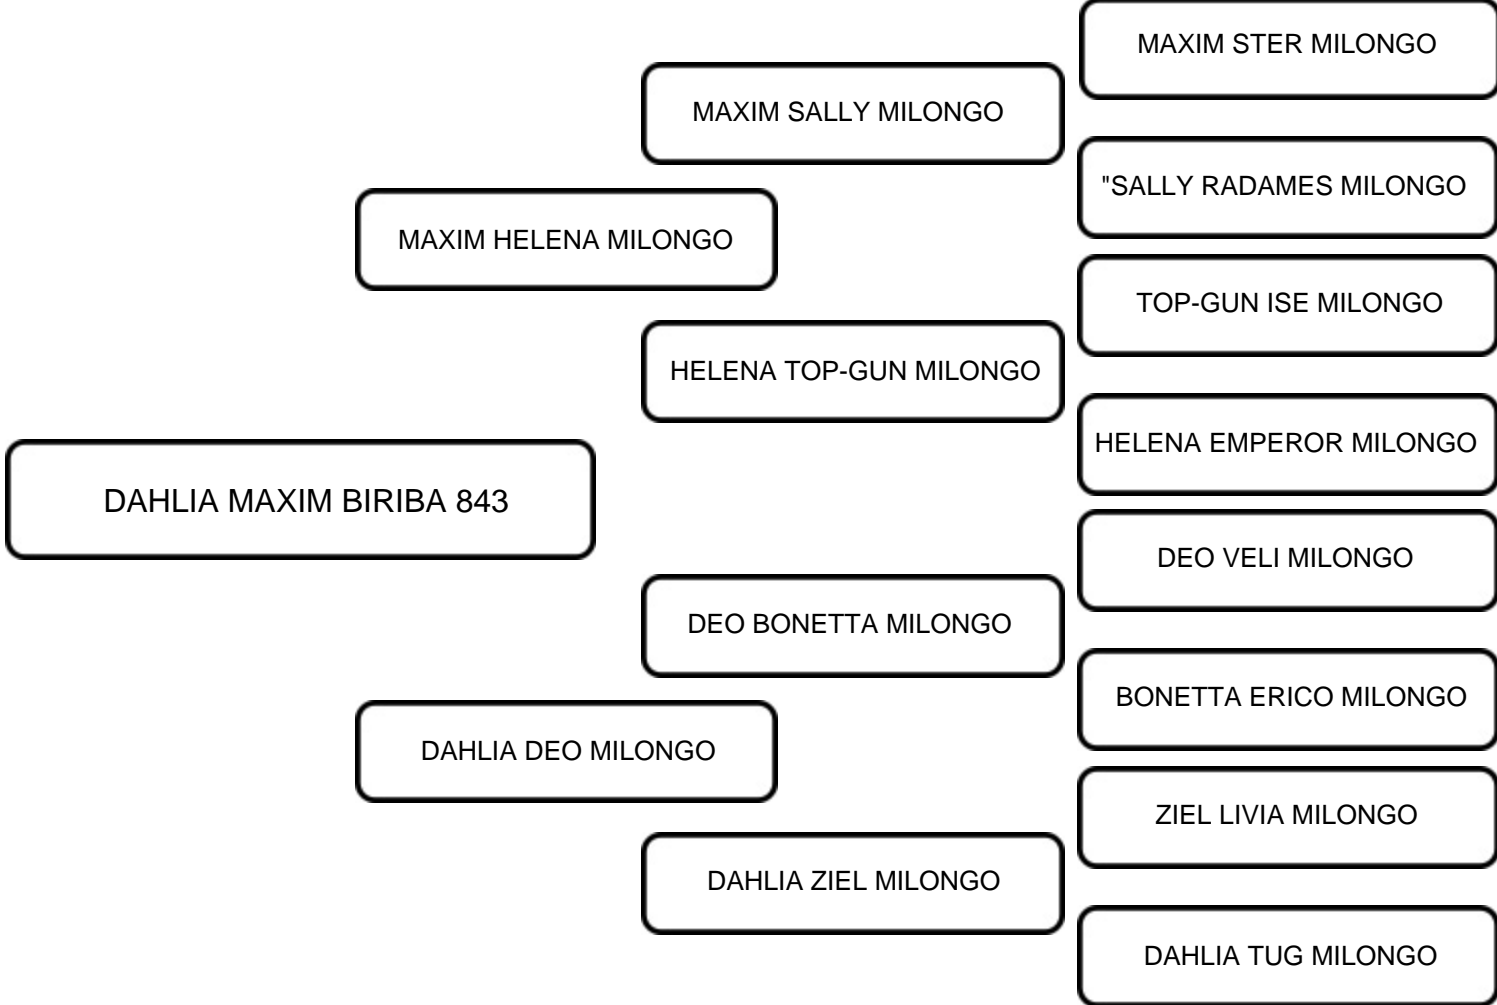 MAXIM STER MILONGO
MAXIM SALLY MILONGO
"SALLY RADAMES MILONGO
MAXIM HELENA MILONGO
TOP-GUN ISE MILONGO
HELENA TOP-GUN MILONGO
HELENA EMPEROR MILONGO
DAHLIA MAXIM BIRIBA 843
DEO VELI MILONGO
DEO BONETTA MILONGO
BONETTA ERICO MILONGO
DAHLIA DEO MILONGO
ZIEL LIVIA MILONGO
DAHLIA ZIEL MILONGO
DAHLIA TUG MILONGO